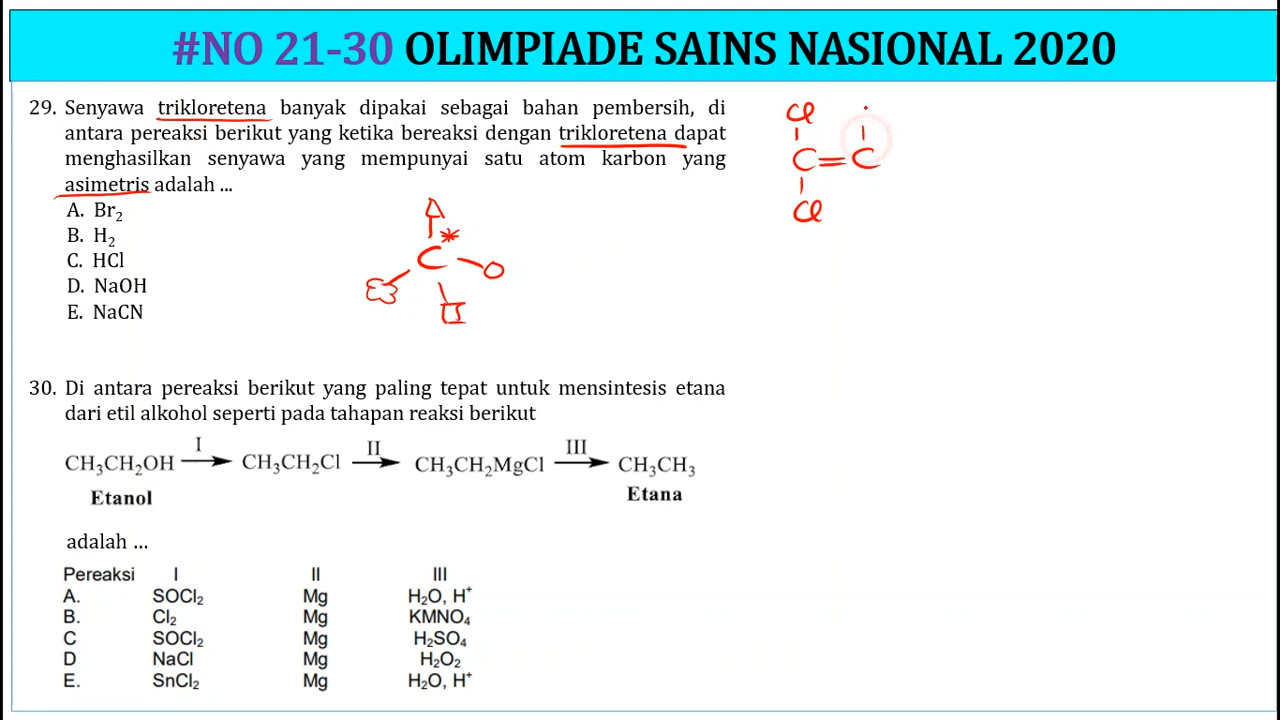 #NO 21-30 OLIMPIADE SAINS NASIONAL 2020
29. Senyawa trikloretena banyak dipakai sebagai bahan pembersih, di
antara pereaksi berikut yang ketika bereaksi dengan trikloretena dapat
menghasilkan senyawa yang mempunyai satu atom karbon yang
asimetris adalah ...
A. Br₂
B. H₂
C. HCl
D. NaOH
E. NaCN
C *
Cl
C=C
Cl
30. Di antara pereaksi berikut yang paling tepat untuk mensintesis etana
dari etil alkohol seperti pada tahapan reaksi berikut
I II III
CH₃CH₂OH → CH₃CH₂Cl → CH₃CH₂MgCl → CH₃CH₃
Etanol Etana
adalah ...
Pereaksi I II III
A. SOCl₂ Mg H₂O, H⁺
B. Cl₂ Mg KMNO₄
C SOCl₂ Mg H₂SO₄
D NaCl Mg H₂O₂
E. SnCl₂ Mg H₂O, H⁺